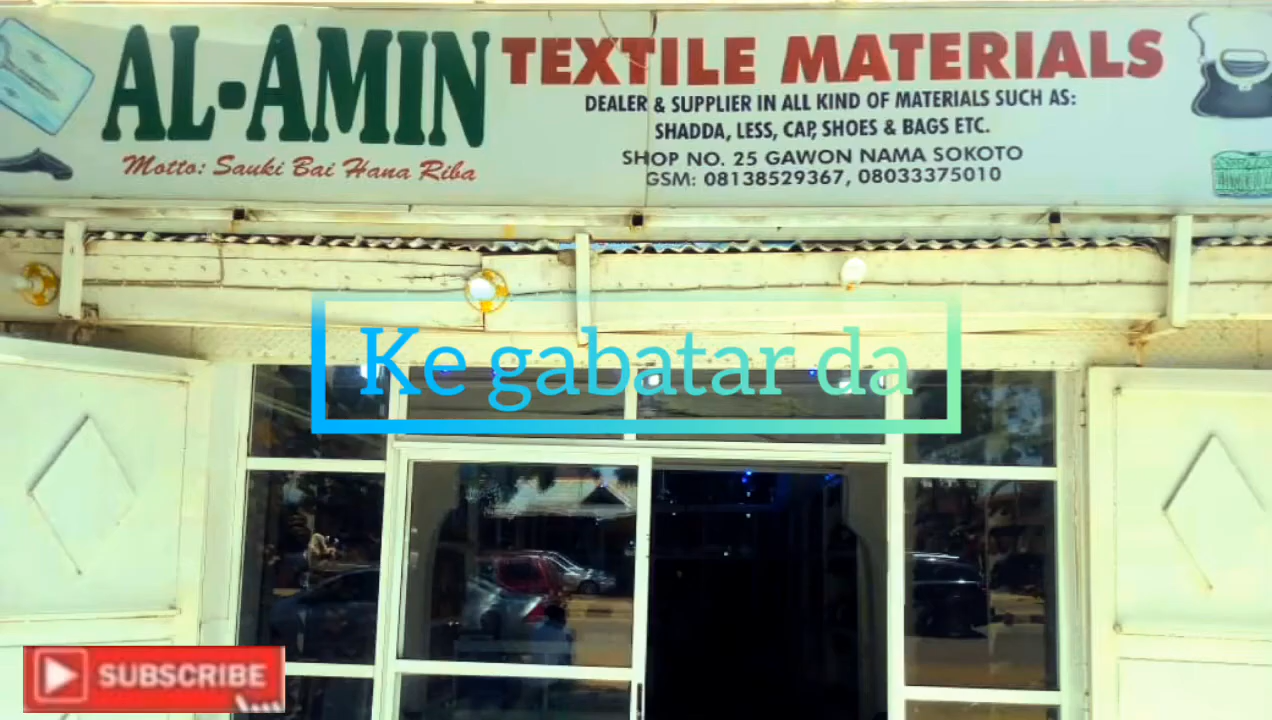 AL-AMIN
Motto: Sauki Bai Hana Riba
TEXTILE MATERIALS
DEALER & SUPPLIER IN ALL KIND OF MATERIALS SUCH AS:
SHADDA, LESS, CAP, SHOES & BAGS ETC.
SHOP NO. 25 GAWON NAMA SOKOTO
GSM: 08138529367, 08033375010
Ke gabatar da
SUBSCRIBE